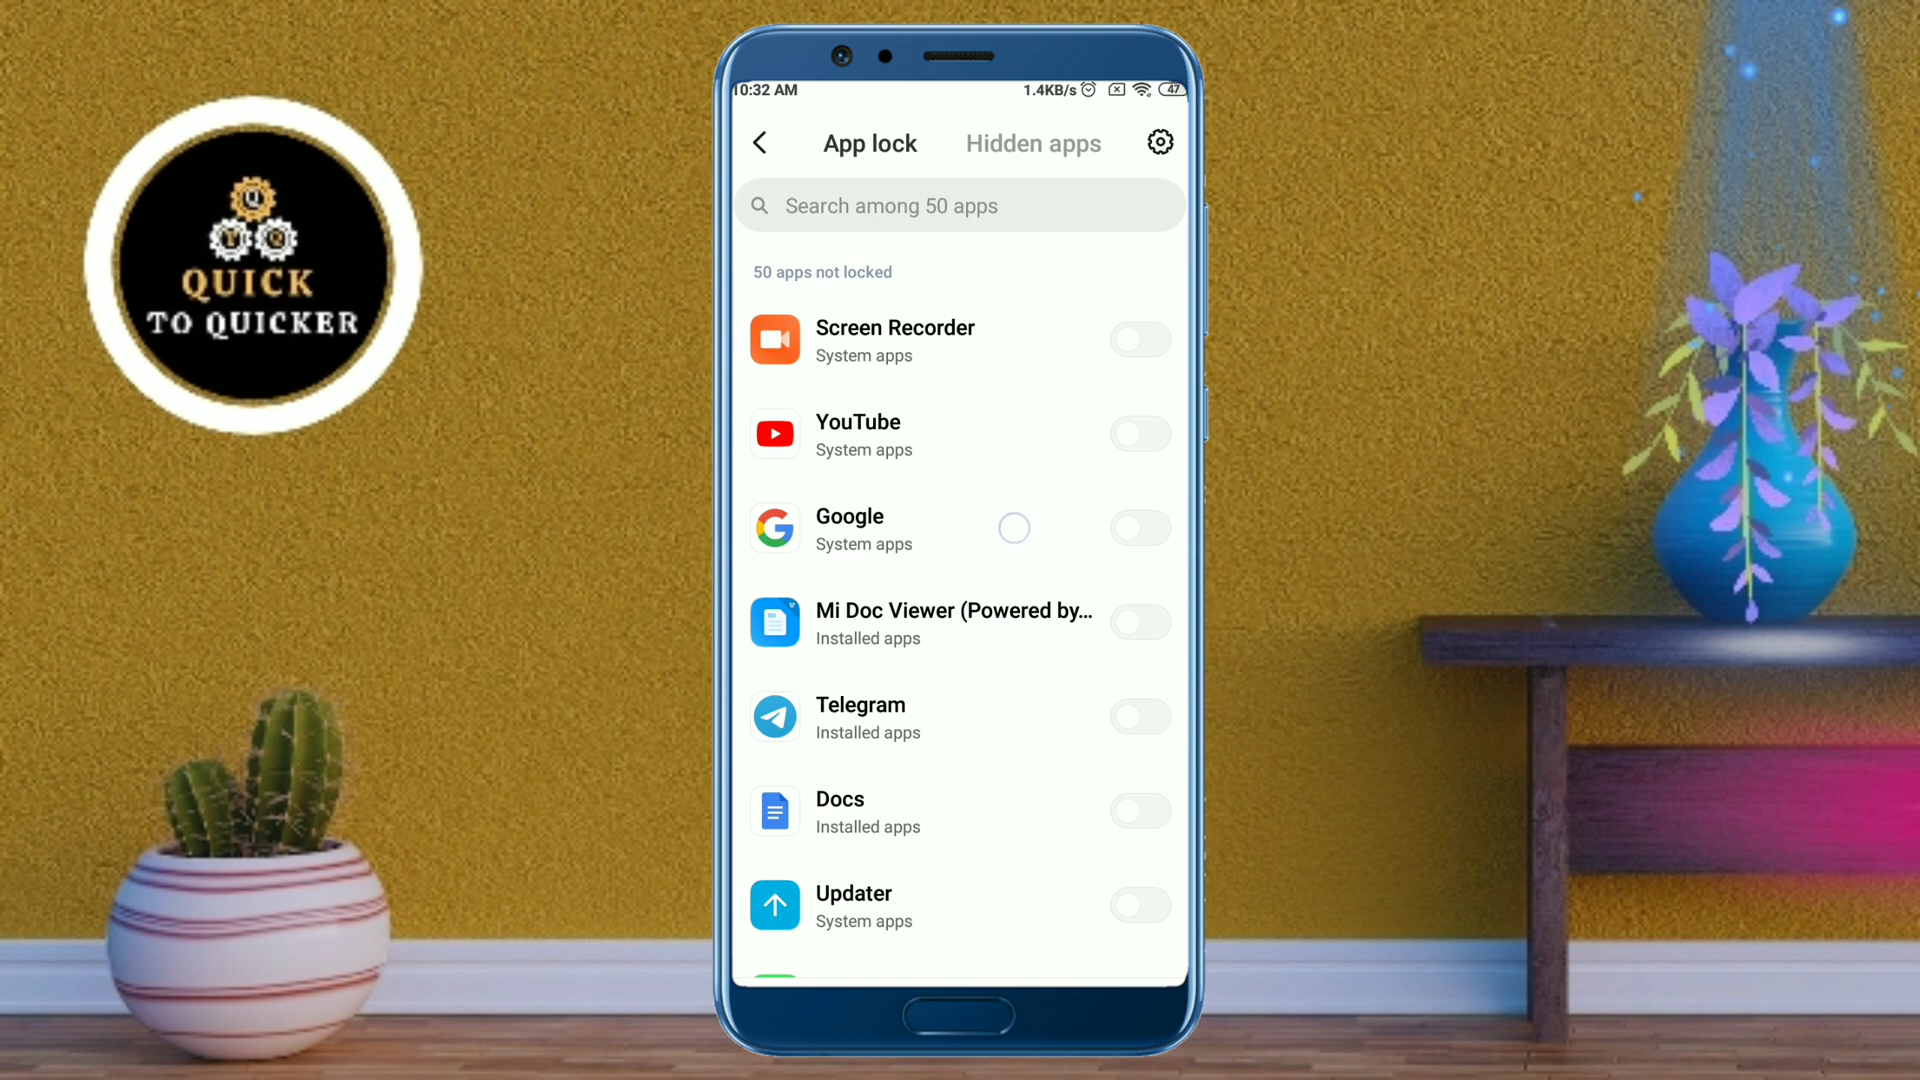 Q
Y Q
QUICK
TO QUICKER
10:32 AM 1.4KB/s 47
App lock Hidden apps
Search among 50 apps
50 apps not locked
Screen Recorder
System apps
YouTube
System apps
Google
System apps
Mi Doc Viewer (Powered by...
Installed apps
Telegram
Installed apps
Docs
Installed apps
Updater
System apps